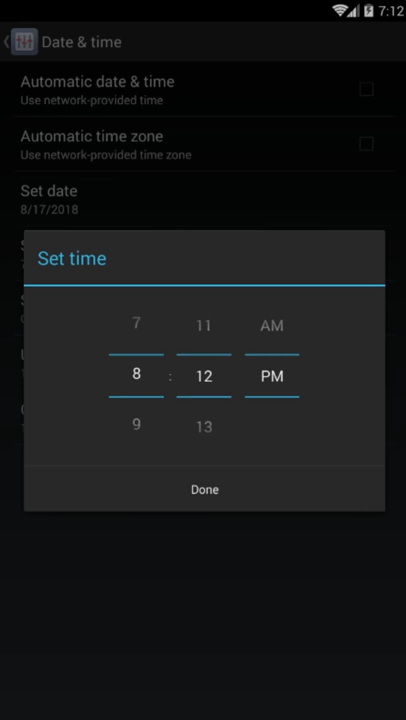 7:12
Date & time
Automatic date & time
Use network-provided time
Automatic time zone
Use network-provided time zone
Set date
8/17/2018
Set time
7 11 AM
8 : 12 PM
9 13
Done